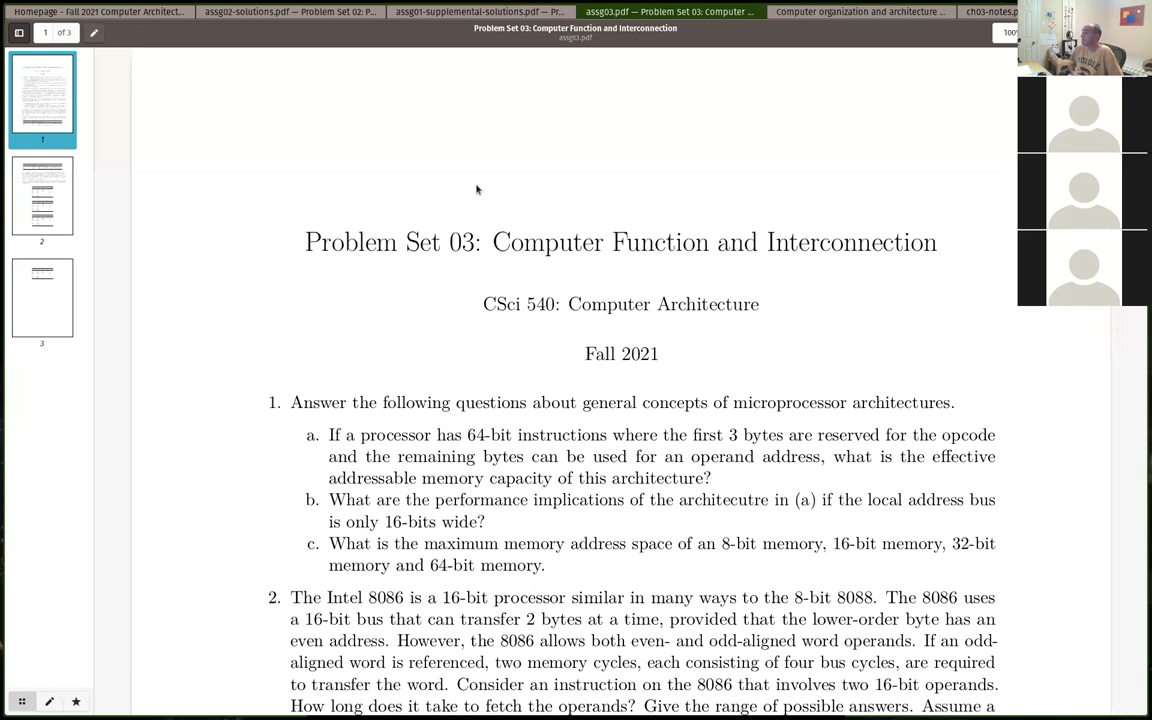 Homepage - Fall 2021 Computer Architect...
assg02-solutions.pdf — Problem Set 02: P...
assg01-supplemental-solutions.pdf — Pr...
assg03.pdf — Problem Set 03: Computer ...
Computer organization and architecture ...
ch03-notes.p
1 of 3
Problem Set 03: Computer Function and Interconnection
assg03.pdf
100
1
2
3
Problem Set 03: Computer Function and Interconnection
CSci 540: Computer Architecture
Fall 2021
1. Answer the following questions about general concepts of microprocessor architectures.
a. If a processor has 64-bit instructions where the first 3 bytes are reserved for the opcode
and the remaining bytes can be used for an operand address, what is the effective
addressable memory capacity of this architecture?
b. What are the performance implications of the architecutre in (a) if the local address bus
is only 16-bits wide?
c. What is the maximum memory address space of an 8-bit memory, 16-bit memory, 32-bit
memory and 64-bit memory.
2. The Intel 8086 is a 16-bit processor similar in many ways to the 8-bit 8088. The 8086 uses
a 16-bit bus that can transfer 2 bytes at a time, provided that the lower-order byte has an
even address. However, the 8086 allows both even- and odd-aligned word operands. If an odd-
aligned word is referenced, two memory cycles, each consisting of four bus cycles, are required
to transfer the word. Consider an instruction on the 8086 that involves two 16-bit operands.
How long does it take to fetch the operands? Give the range of possible answers. Assume a